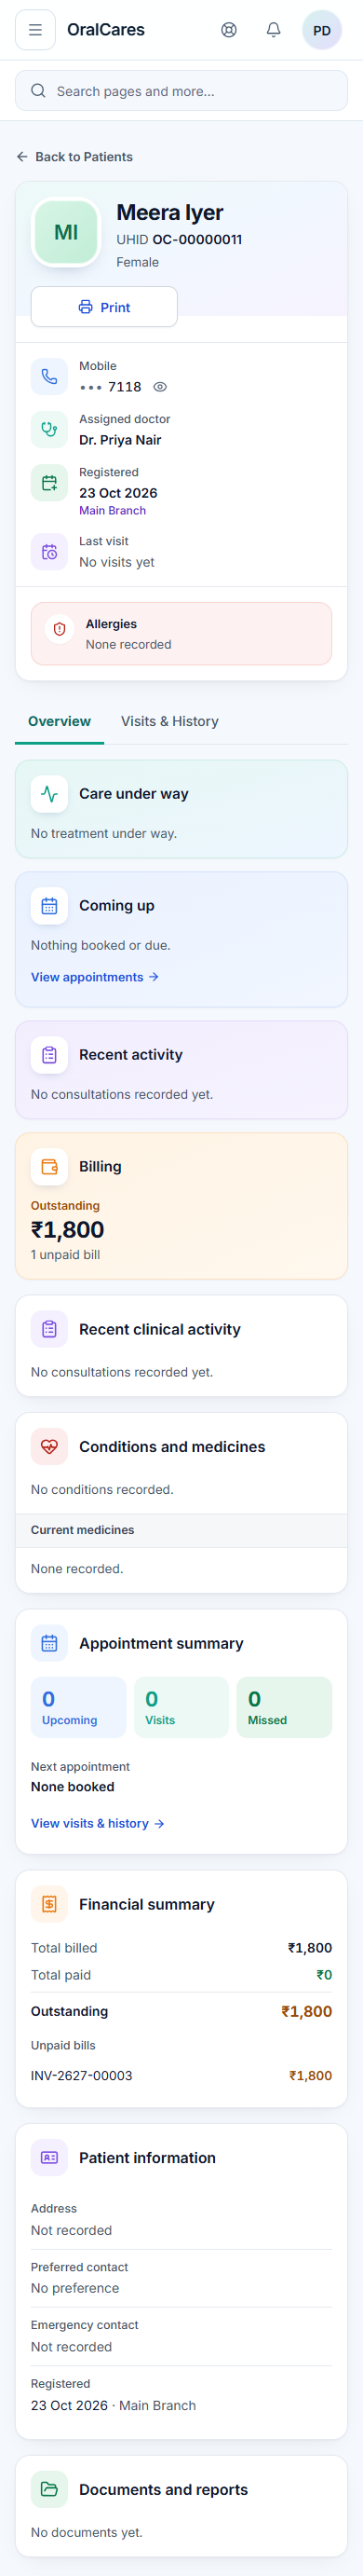 OralCares
PD
Search pages and more...
Back to Patients
MI
Meera Iyer
UHID OC-00000011
Female
Print
Mobile
••• 7118
Assigned doctor
Dr. Priya Nair
Registered
23 Oct 2026
Main Branch
Last visit
No visits yet
Allergies
None recorded
Overview
Visits & History
Care under way
No treatment under way.
Coming up
Nothing booked or due.
View appointments →
Recent activity
No consultations recorded yet.
Billing
Outstanding
₹1,800
1 unpaid bill
Recent clinical activity
No consultations recorded yet.
Conditions and medicines
No conditions recorded.
Current medicines
None recorded.
Appointment summary
0 0 0
Upcoming Visits Missed
Next appointment
None booked
View visits & history →
Financial summary
Total billed ₹1,800
Total paid ₹0
Outstanding ₹1,800
Unpaid bills
INV-2627-00003 ₹1,800
Patient information
Address
Not recorded
Preferred contact
No preference
Emergency contact
Not recorded
Registered
23 Oct 2026 · Main Branch
Documents and reports
No documents yet.